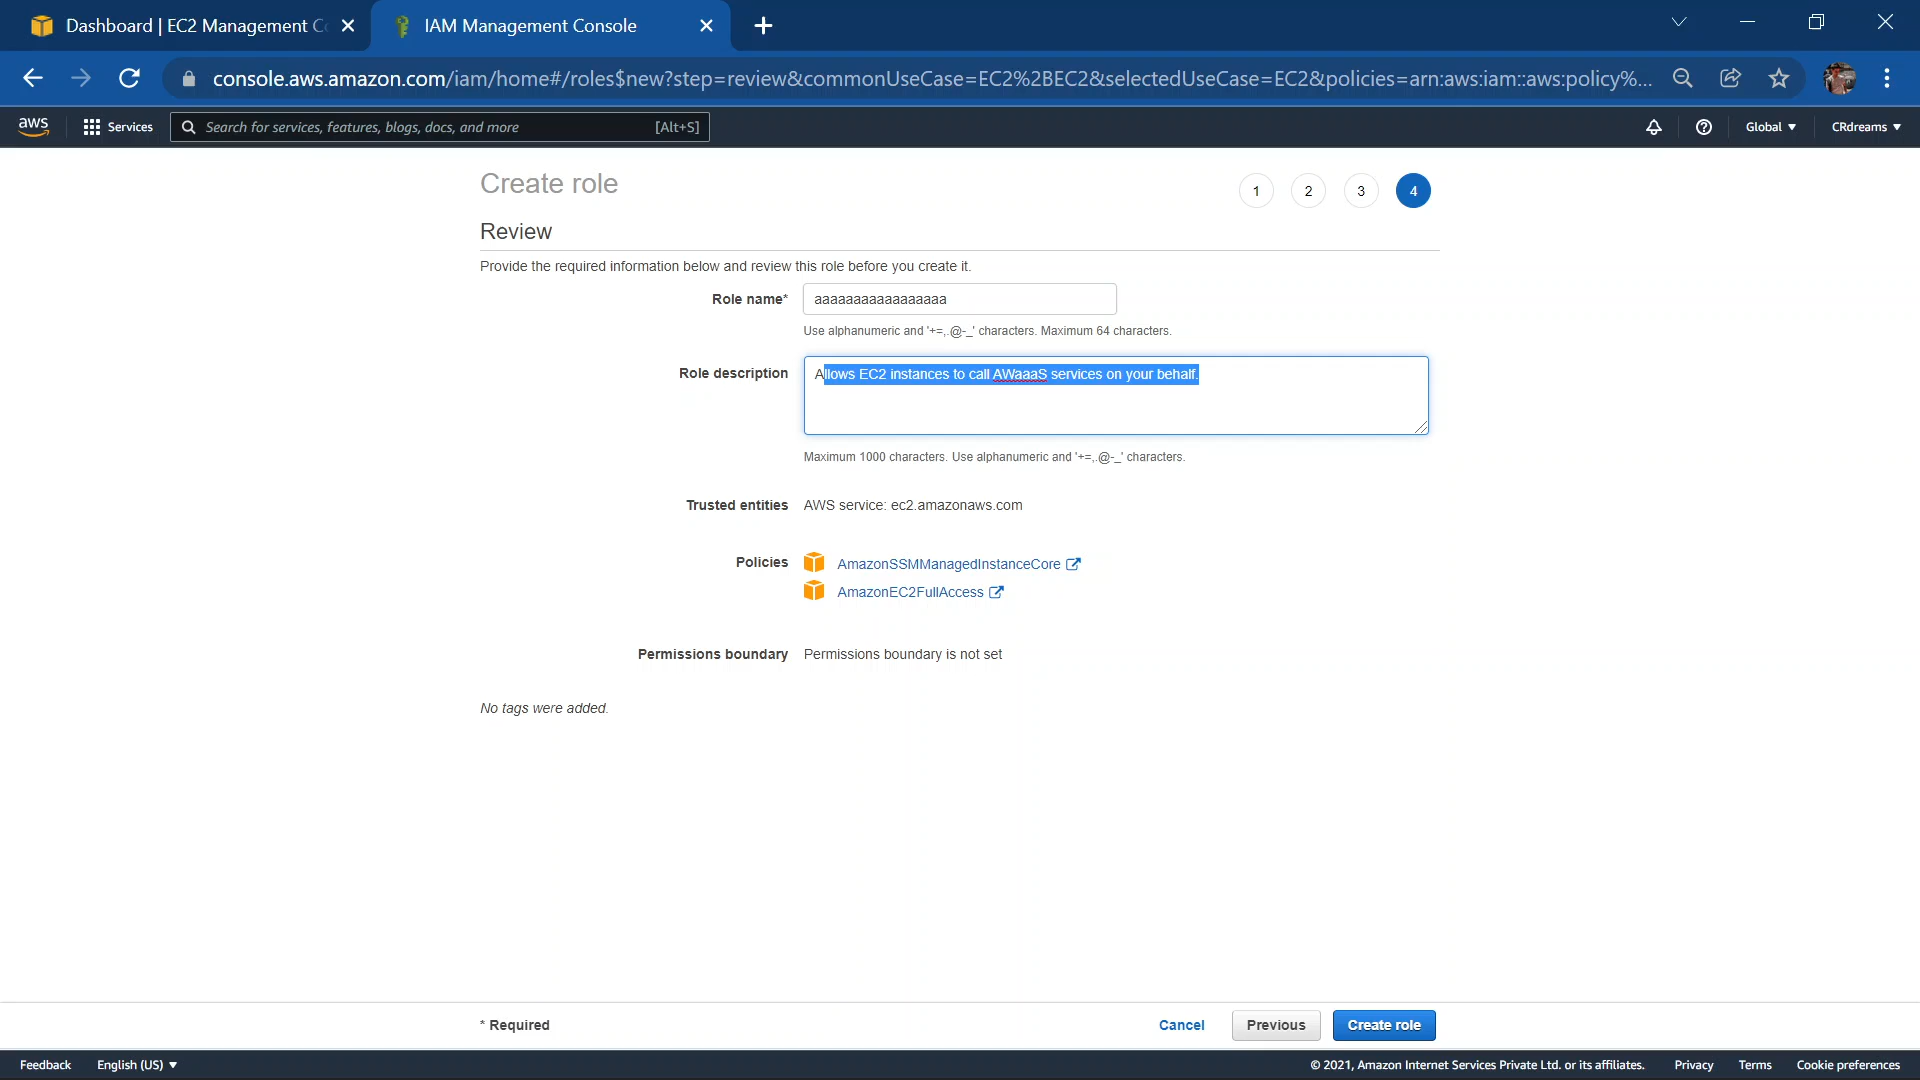 Dashboard | EC2 Management C
IAM Management Console
console.aws.amazon.com/iam/home#/roles$new?step=review&commonUseCase=EC2%2BEC2&selectedUseCase=EC2&policies=arn:aws:iam::aws:policy%...
aws
Services
Search for services, features, blogs, docs, and more
[Alt+S]
Global
CRdreams
Create role
1
2
3
4
Review
Provide the required information below and review this role before you create it.
Role name*
aaaaaaaaaaaaaaaaa
Use alphanumeric and '+=,.@-_' characters. Maximum 64 characters.
Role description
Allows EC2 instances to call AWaaaS services on your behalf.
Maximum 1000 characters. Use alphanumeric and '+=,.@-_' characters.
Trusted entities
AWS service: ec2.amazonaws.com
Policies
AmazonSSMManagedInstanceCore
AmazonEC2FullAccess
Permissions boundary
Permissions boundary is not set
No tags were added.
* Required
Cancel
Previous
Create role
Feedback
English (US)
© 2021, Amazon Internet Services Private Ltd. or its affiliates.
Privacy
Terms
Cookie preferences